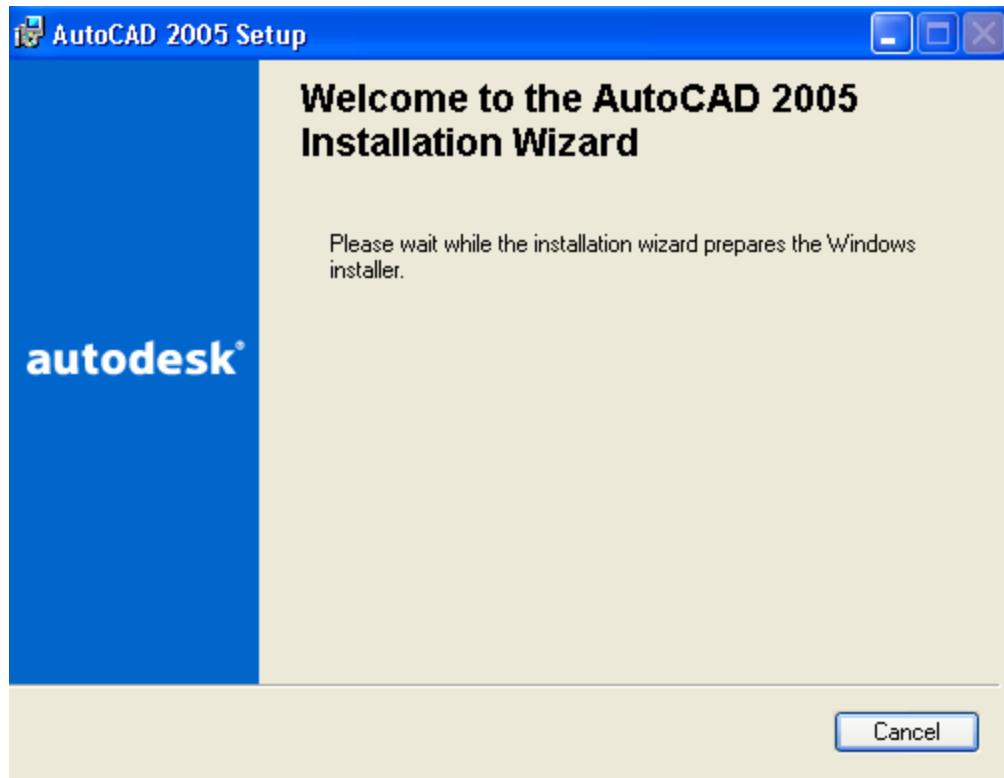 AutoCAD 2005 Setup
Welcome to the AutoCAD 2005
Installation Wizard
Please wait while the installation wizard prepares the Windows
installer.
autodesk®
Cancel